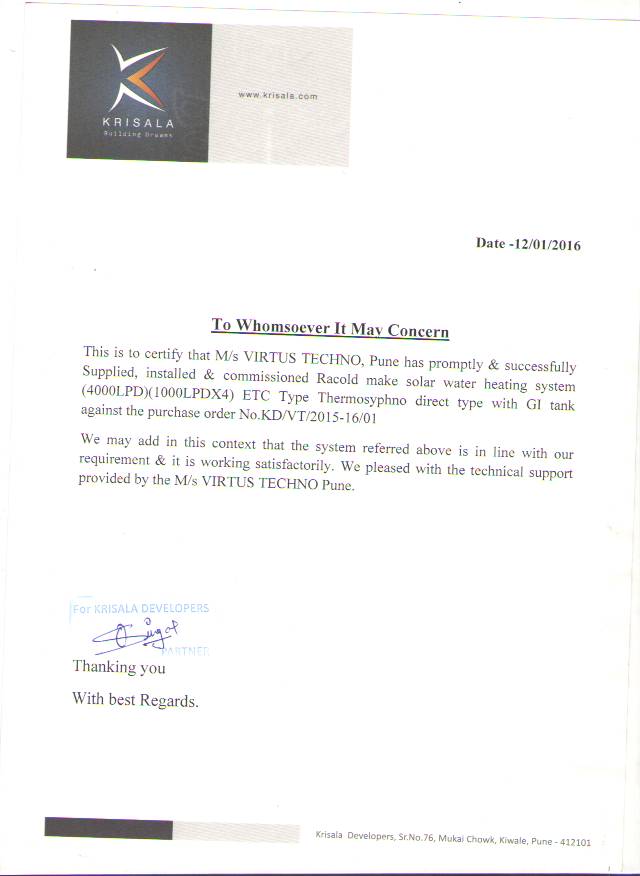 KRISALA
Building Dreams
www.krisala.com
Date -12/01/2016
To Whomsoever It May Concern
This is to certify that M/s VIRTUS TECHNO, Pune has promptly & successfully
Supplied, installed & commissioned Racold make solar water heating system
(4000LPD)(1000LPDX4) ETC Type Thermosyphno direct type with GI tank
against the purchase order No.KD/VT/2015-16/01
We may add in this context that the system referred above is in line with our
requirement & it is working satisfactorily. We pleased with the technical support
provided by the M/s VIRTUS TECHNO Pune.
For KRISALA DEVELOPERS
PARTNER
Thanking you
With best Regards.
Krisala Developers, Sr.No.76, Mukai Chowk, Kiwale, Pune - 412101